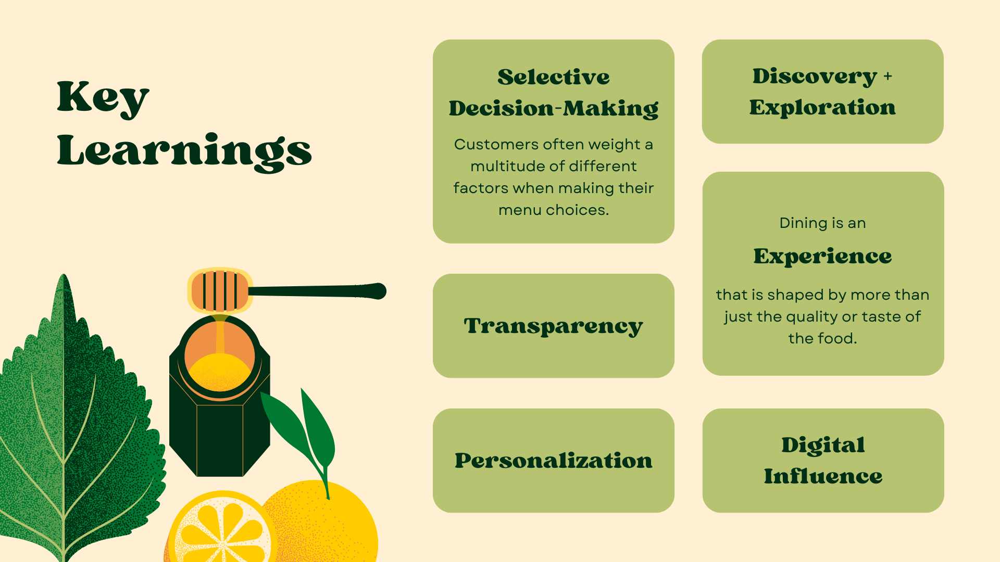 Key
Learnings
Selective
Decision-Making
Customers often weight a
multitude of different
factors when making their
menu choices.
Transparency
Personalization
Discovery +
Exploration
Dining is an
Experience
that is shaped by more than
just the quality or taste of
the food.
Digital
Influence